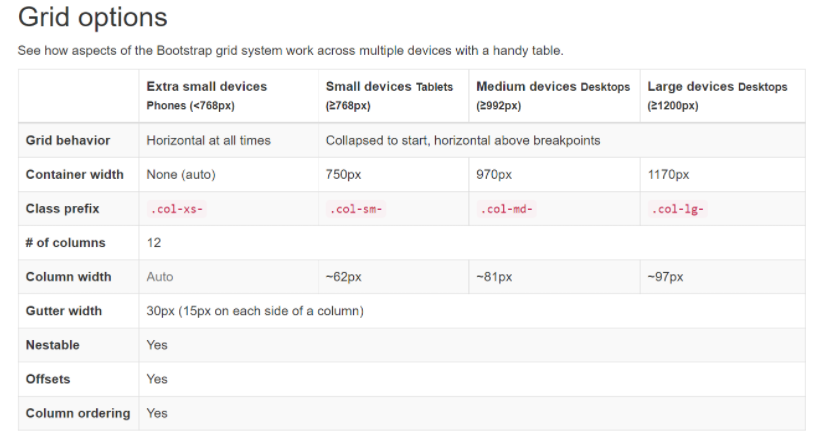 Grid options
See how aspects of the Bootstrap grid system work across multiple devices with a handy table.
Extra small devices Small devices Tablets Medium devices Desktops Large devices Desktops
Phones (<768px) (≥768px) (≥992px) (≥1200px)
Grid behavior Horizontal at all times Collapsed to start, horizontal above breakpoints
Container width None (auto) 750px 970px 1170px
Class prefix .col-xs- .col-sm- .col-md- .col-lg-
# of columns 12
Column width Auto ~62px ~81px ~97px
Gutter width 30px (15px on each side of a column)
Nestable Yes
Offsets Yes
Column ordering Yes